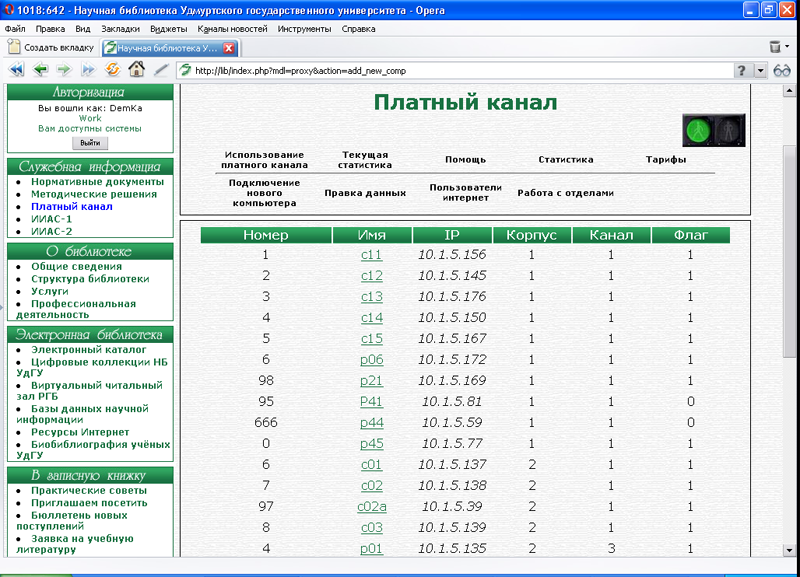 1018:642 - Научная библиотека Удмуртского государственного университета - Opera
Файл Правка Вид Закладки Виджеты Каналы новостей Инструменты Справка
Создать вкладку Научная библиотека У...
http://lib/index.php?mdl=proxy&action=add_new_comp
Авторизация
Вы вошли как: DemKa
Work
Вам доступны системы
Выйти
Служебная информация
Нормативные документы
Методические решения
Платный канал
ИИАС-1
ИИАС-2
О библиотеке
Общие сведения
Структура библиотеки
Услуги
Профессиональная
деятельность
Электронная библиотека
Электронный каталог
Цифровые коллекции НБ
УдГУ
Виртуальный читальный
зал РГБ
Базы данных научной
информации
Ресурсы Интернет
Биобиблиография учёных
УдГУ
В записную книжку
Практические советы
Приглашаем посетить
Бюллетень новых
поступлений
Заявка на учебную
литературу
Платный канал
Использование
платного канала
Текущая
статистика
Помощь
Статистика
Тарифы
Подключение
нового
компьютера
Правка данных
Пользователи
интернет
Работа с отделами
Номер Имя IP Корпус Канал Флаг
1 c11 10.1.5.156 1 1 1
2 c12 10.1.5.145 1 1 1
3 c13 10.1.5.176 1 1 1
4 c14 10.1.5.150 1 1 1
5 c15 10.1.5.167 1 1 1
6 p06 10.1.5.172 1 1 1
98 p21 10.1.5.169 1 1 1
95 P41 10.1.5.81 1 1 0
666 p44 10.1.5.59 1 1 0
0 p45 10.1.5.77 1 1 1
6 c01 10.1.5.137 2 1 1
7 c02 10.1.5.138 2 1 1
97 c02a 10.1.5.39 2 1 1
8 c03 10.1.5.139 2 1 1
4 p01 10.1.5.135 2 3 1